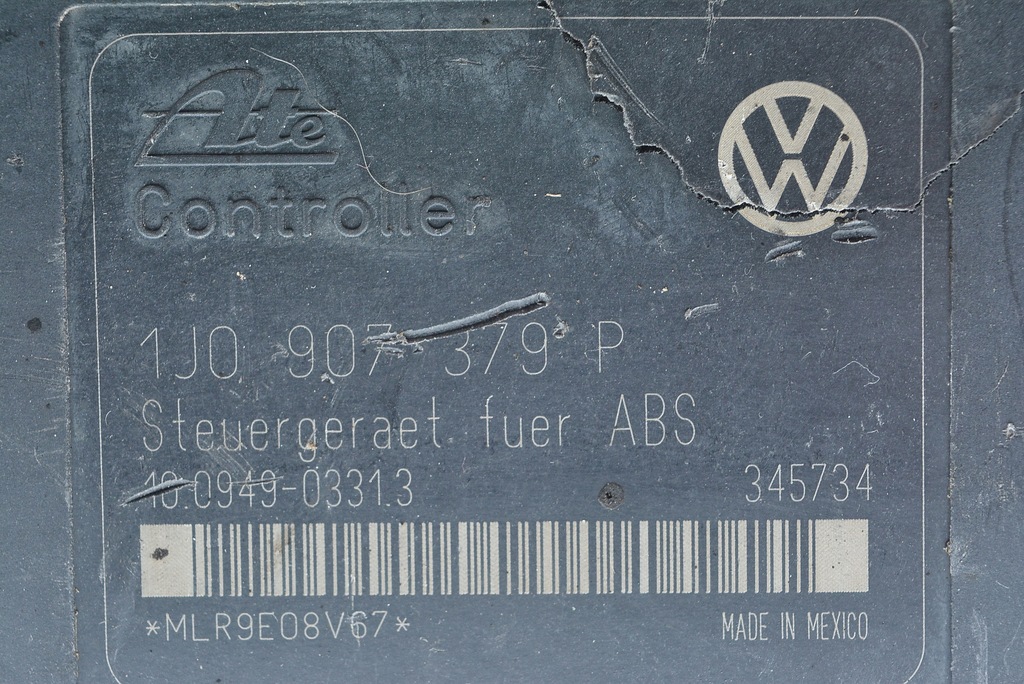 Ate
Controller
1J0 907 379 P
Steuergeraet fuer ABS
10.0949-0331.3 345734
*MLR9E08V67*
MADE IN MEXICO